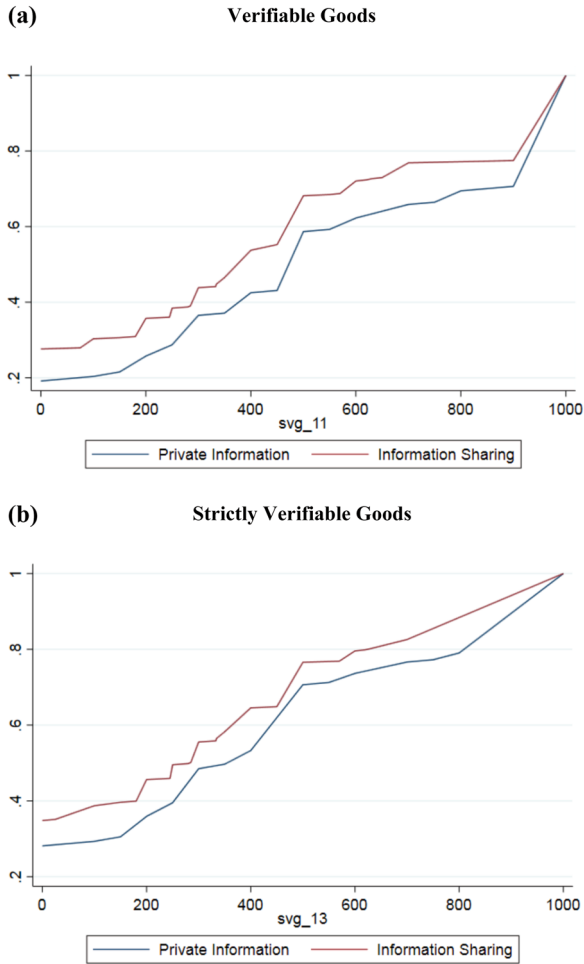 (a) Verifiable Goods
1
.8
.6
.4
.2
0 200 400 600 800 1000
svg_11
Private Information Information Sharing
(b) Strictly Verifiable Goods
1
.8
.6
.4
.2
0 200 400 600 800 1000
svg_13
Private Information Information Sharing